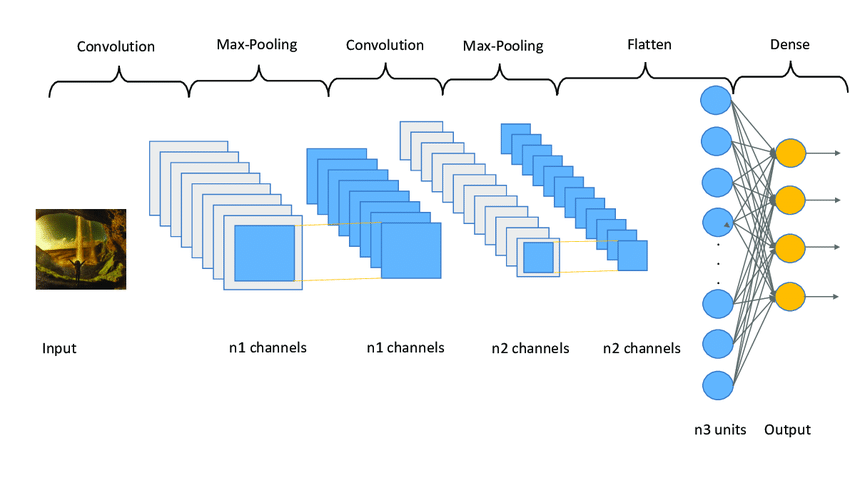 Convolution
Max-Pooling
Convolution
Max-Pooling
Flatten
Dense
Input
n1 channels
n1 channels
n2 channels
n2 channels
n3 units
Output